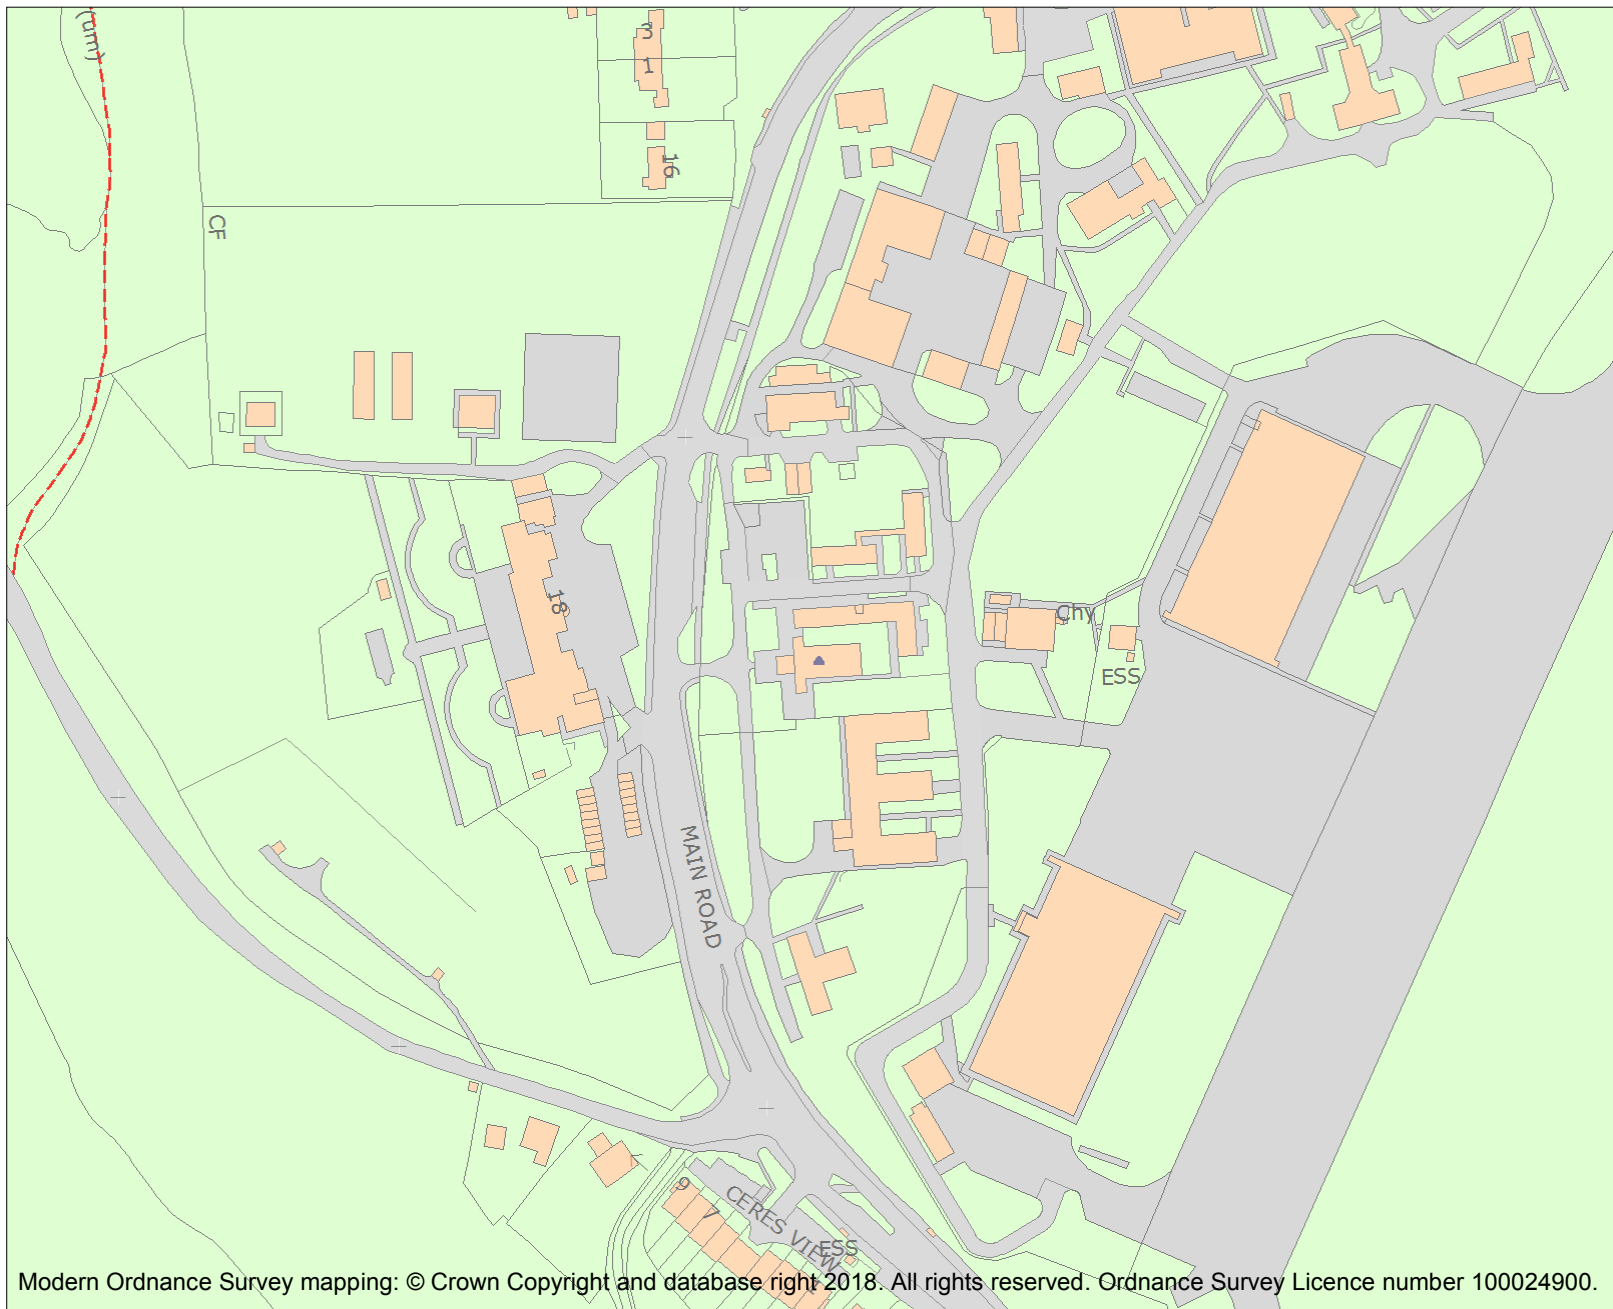 (um)
3
1
16
CF
18
Chy
ESS
MAIN ROAD
9
7
CERES VIEW
ESS
Modern Ordnance Survey mapping: © Crown Copyright and database right 2018. All rights reserved. Ordnance Survey Licence number 100024900.